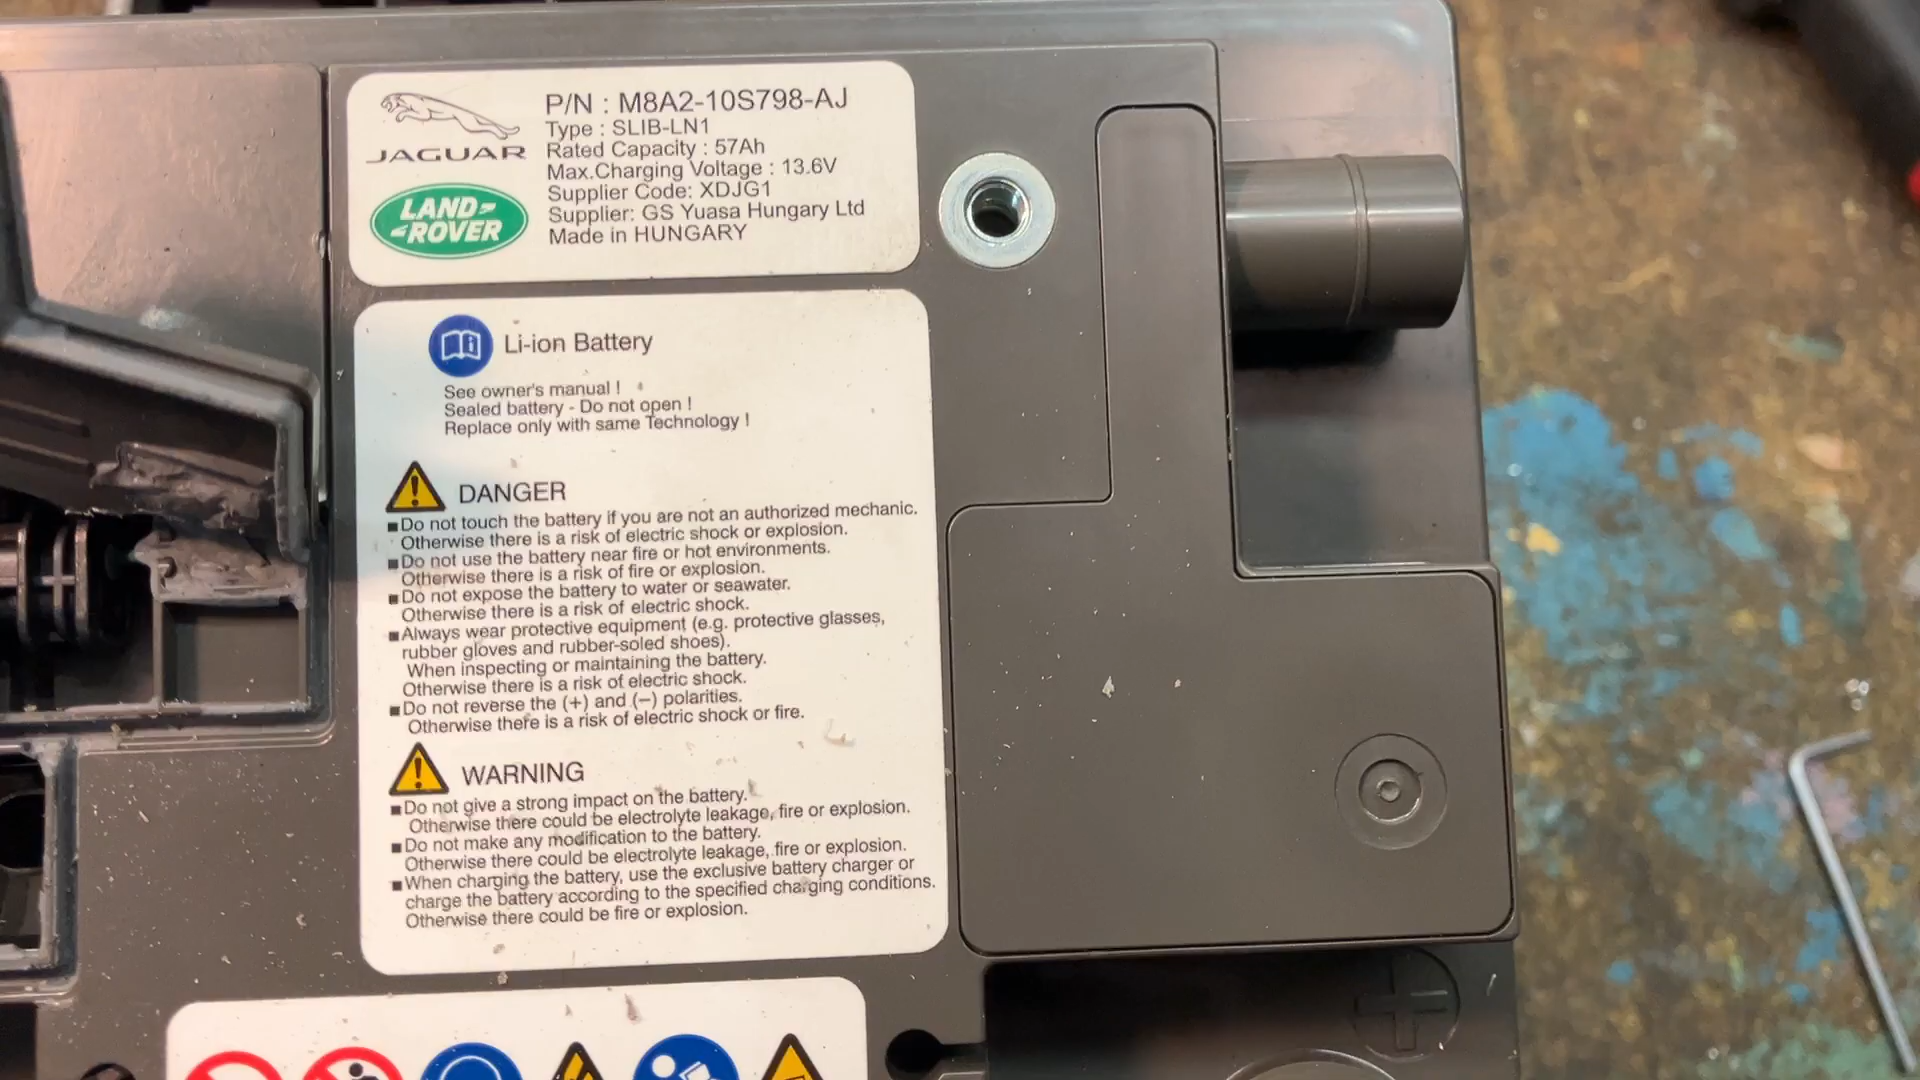 JAGUAR
LAND-
-ROVER
P/N : M8A2-10S798-AJ
Type : SLIB-LN1
Rated Capacity : 57Ah
Max.Charging Voltage : 13.6V
Supplier Code: XDJG1
Supplier: GS Yuasa Hungary Ltd
Made in HUNGARY
Li-ion Battery
See owner's manual !
Sealed battery - Do not open !
Replace only with same Technology !
DANGER
■Do not touch the battery if you are not an authorized mechanic.
Otherwise there is a risk of electric shock or explosion.
■Do not use the battery near fire or hot environments.
Otherwise there is a risk of fire or explosion.
■Do not expose the battery to water or seawater.
Otherwise there is a risk of electric shock.
■Always wear protective equipment (e.g. protective glasses,
rubber gloves and rubber-soled shoes).
When inspecting or maintaining the battery.
Otherwise there is a risk of electric shock.
■Do not reverse the (+) and (−) polarities.
Otherwise there is a risk of electric shock or fire.
WARNING
■Do not give a strong impact on the battery.
Otherwise there could be electrolyte leakage, fire or explosion.
■Do not make any modification to the battery.
Otherwise there could be electrolyte leakage, fire or explosion.
■When charging the battery, use the exclusive battery charger or
charge the battery according to the specified charging conditions.
Otherwise there could be fire or explosion.
+